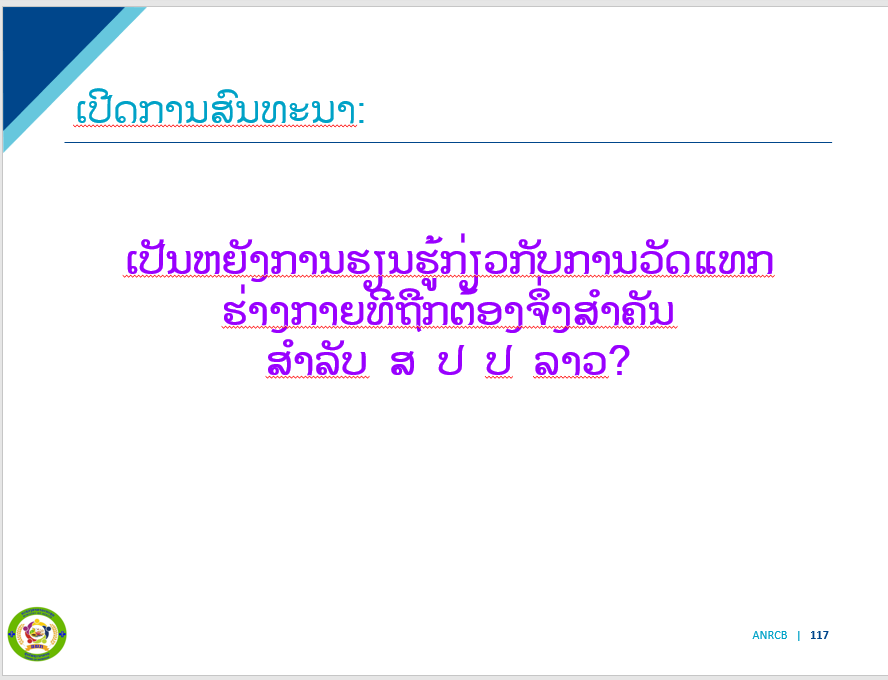 ເປີດການສົນທະນາ:
ເປັນຫຍັງການຮຽນຮູ້ກ່ຽວກັບການວັດແທກ
ຮ່າງກາຍທີ່ຖືກຕ້ອງຈຶ່ງສຳຄັນ
ສຳລັບ ສ ປ ປ ລາວ?
ANRCB | 117